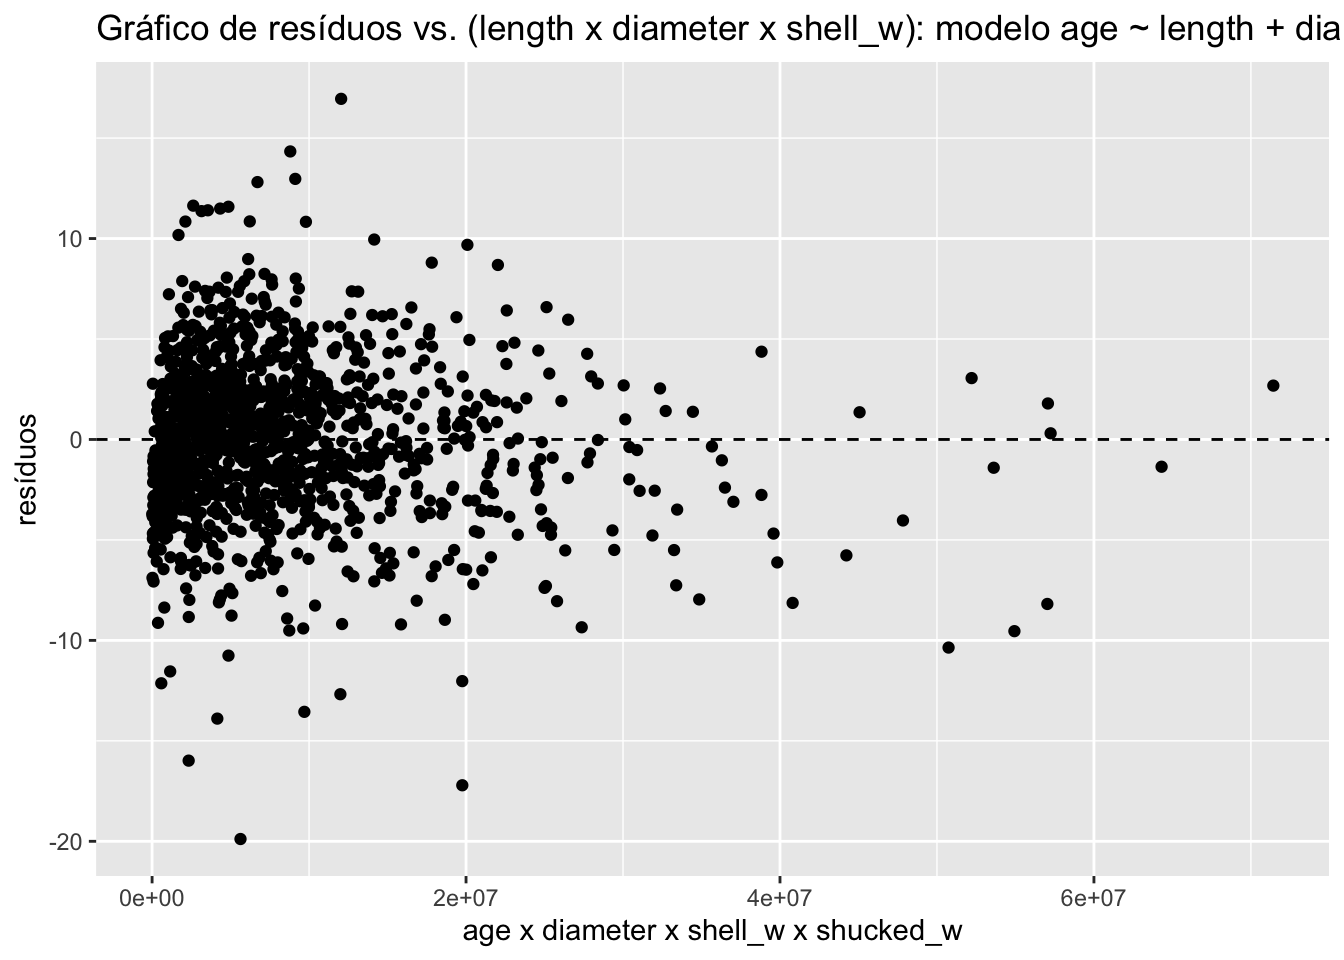 Gráfico de resíduos vs. (length x diameter x shell_w): modelo age ~ length + dia
10
0
-10
-20
resíduos
0e+00 2e+07 4e+07 6e+07
age x diameter x shell_w x shucked_w